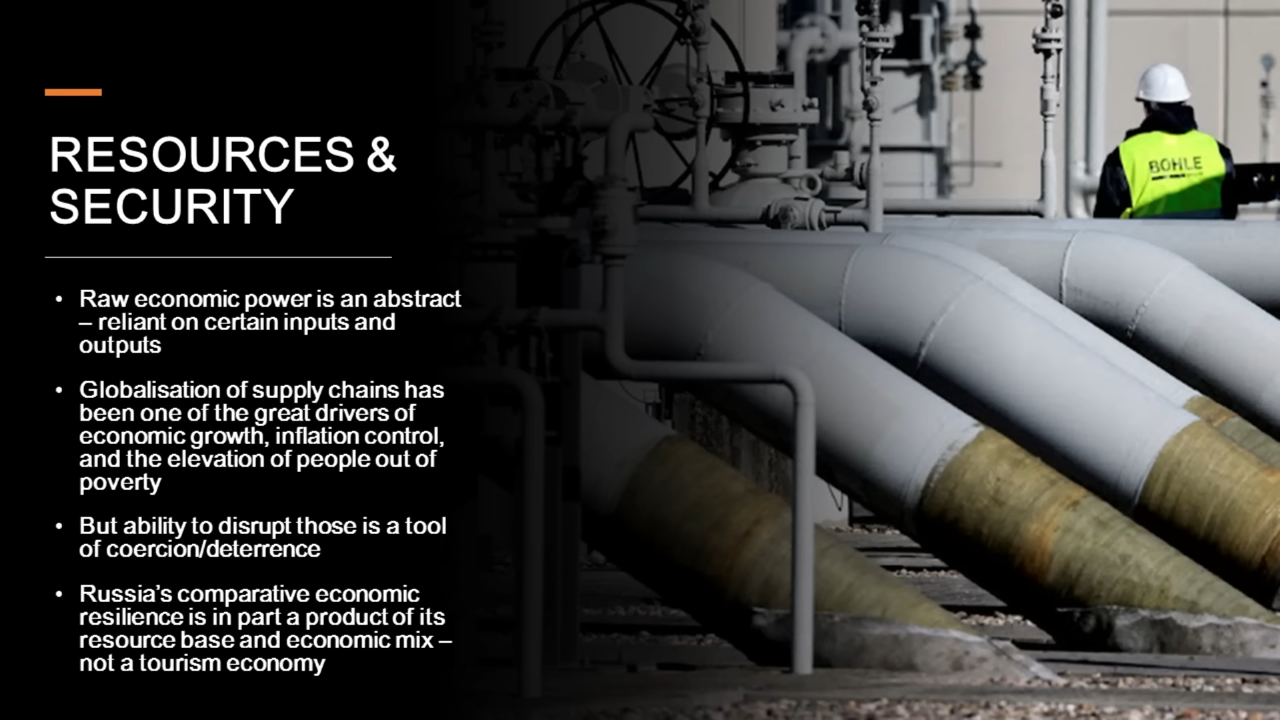 RESOURCES &
SECURITY
• Raw economic power is an abstract
– reliant on certain inputs and
outputs
• Globalisation of supply chains has
been one of the great drivers of
economic growth, inflation control,
and the elevation of people out of
poverty
• But ability to disrupt those is a tool
of coercion/deterrence
• Russia’s comparative economic
resilience is in part a product of its
resource base and economic mix –
not a tourism economy
BOHLE